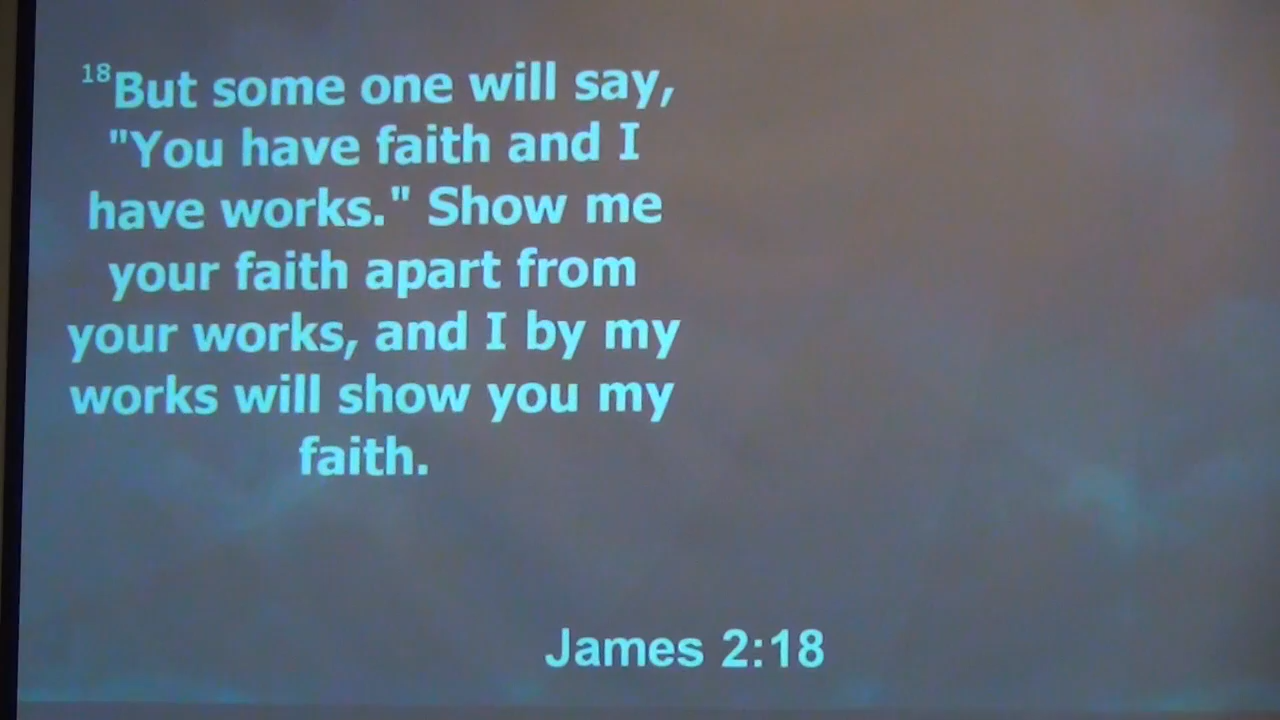 18But some one will say,
"You have faith and I
have works." Show me
your faith apart from
your works, and I by my
works will show you my
faith.
James 2:18